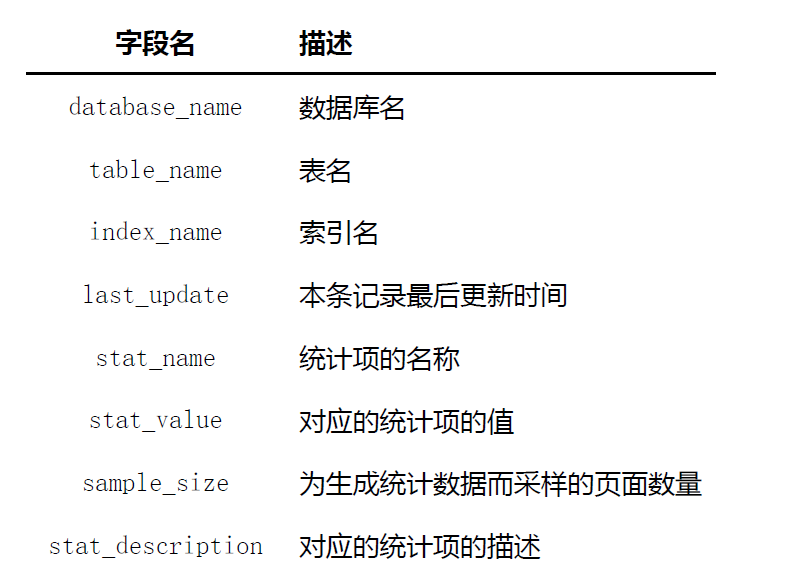 字段名 描述
database_name 数据库名
table_name 表名
index_name 索引名
last_update 本条记录最后更新时间
stat_name 统计项的名称
stat_value 对应的统计项的值
sample_size 为生成统计数据而采样的页面数量
stat_description 对应的统计项的描述